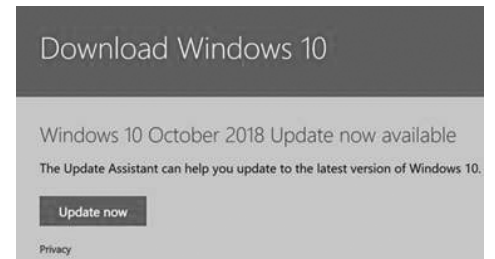 Download Windows 10
Windows 10 October 2018 Update now available
The Update Assistant can help you update to the latest version of Windows 10.
Update now
Privacy